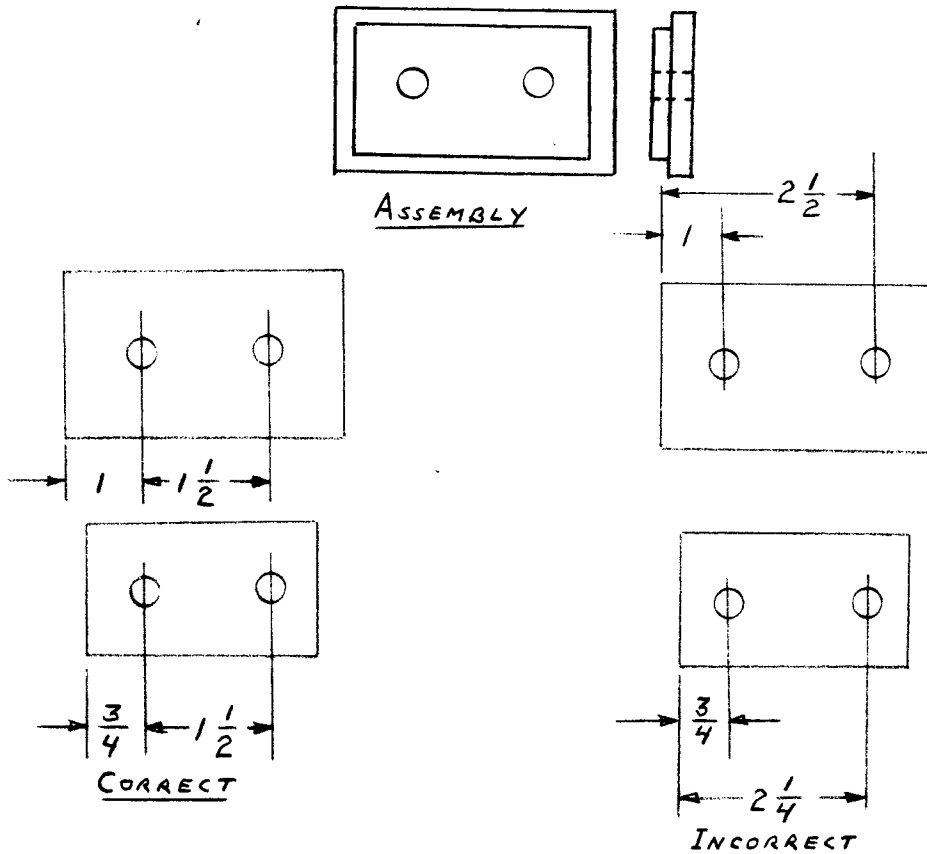 ASSEMBLY
2 1/2
1
1 1 1/2
3/4 1 1/2
CORRECT
3/4
2 1/4
INCORRECT